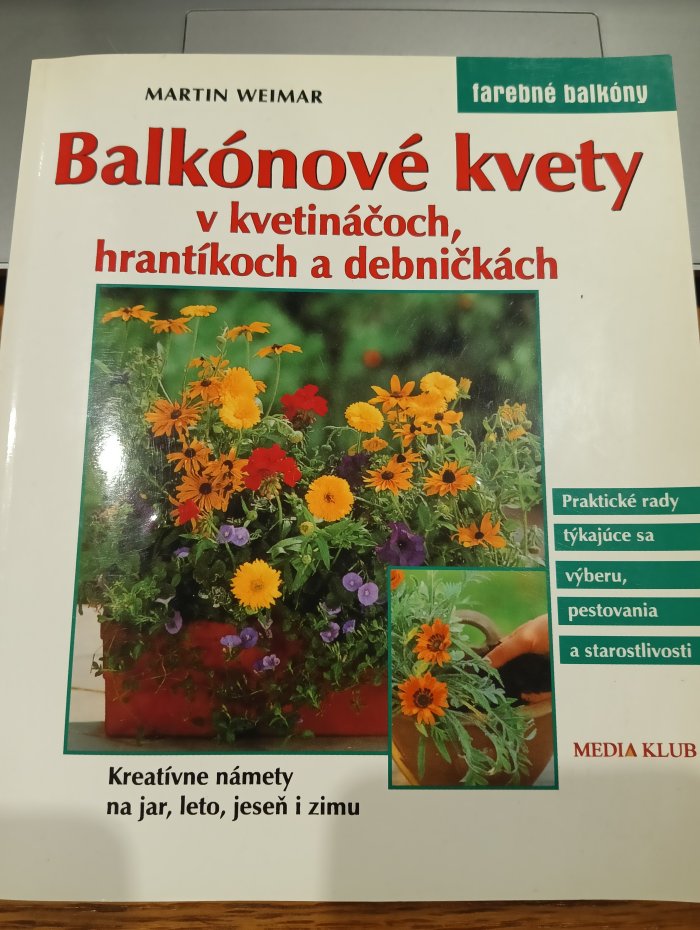 MARTIN WEIMAR
farebné balkóny
Balkónové kvety
v kvetináčoch,
hrantíkoch a debničkách
Praktické rady
týkajúce sa
výberu,
pestovania
a starostlivosti
MEDIA KLUB
Kreatívne námety
na jar, leto, jeseň i zimu